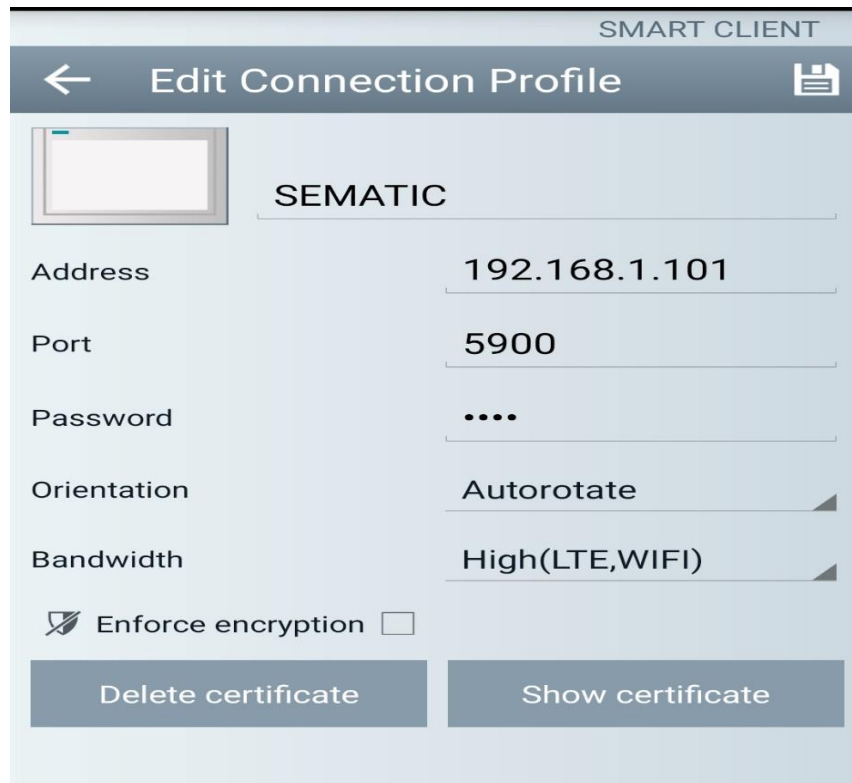 SMART CLIENT
Edit Connection Profile
SEMATIC
Address 192.168.1.101
Port 5900
Password ••••
Orientation Autorotate
Bandwidth High(LTE,WIFI)
Enforce encryption
Delete certificate Show certificate